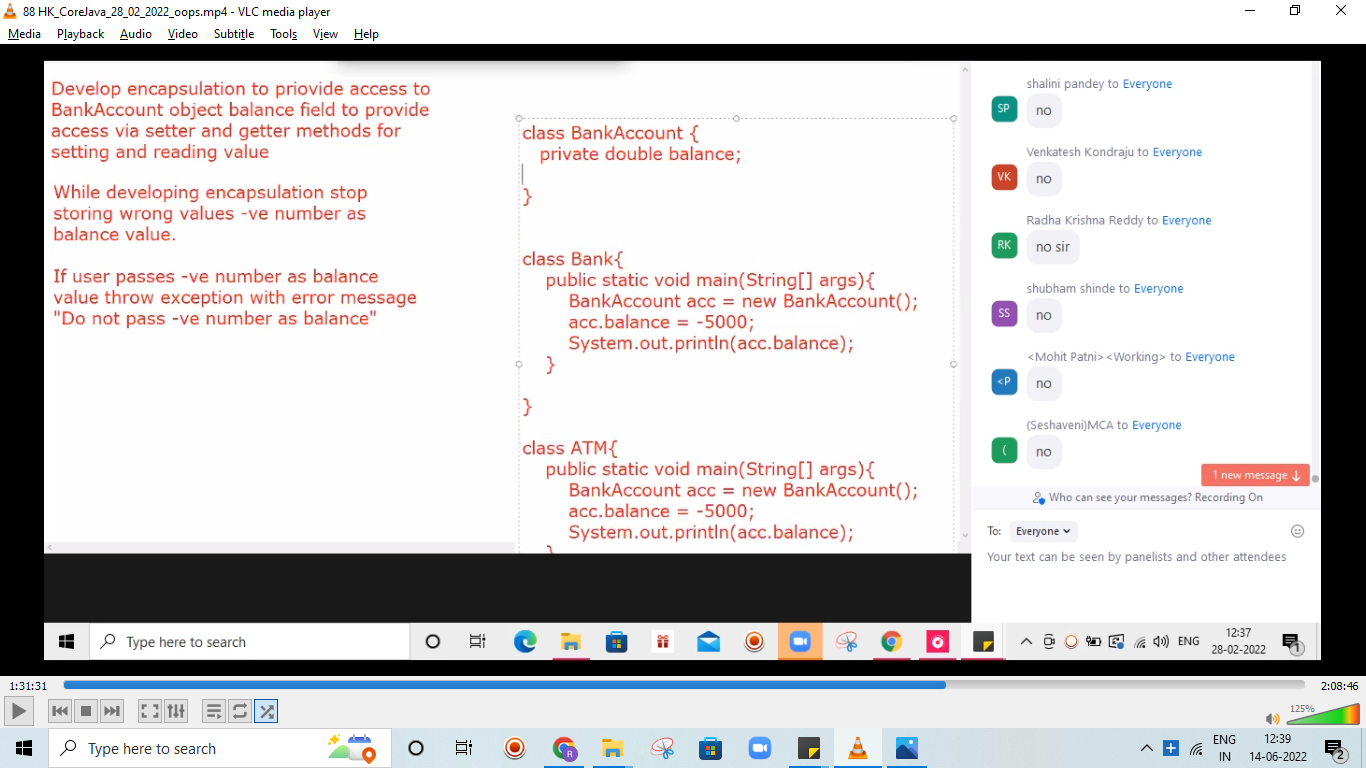 88 HK_CoreJava_28_02_2022_oops.mp4 - VLC media player
Media Playback Audio Video Subtitle Tools View Help
Develop encapsulation to priovide access to
BankAccount object balance field to provide
access via setter and getter methods for
setting and reading value
While developing encapsulation stop
storing wrong values -ve number as
balance value.
If user passes -ve number as balance
value throw exception with error message
"Do not pass -ve number as balance"
class BankAccount {
private double balance;
}
class Bank{
public static void main(String[] args){
BankAccount acc = new BankAccount();
acc.balance = -5000;
System.out.println(acc.balance);
}
}
class ATM{
public static void main(String[] args){
BankAccount acc = new BankAccount();
acc.balance = -5000;
System.out.println(acc.balance);
}
shalini pandey to Everyone
SP
no
Venkatesh Kondraju to Everyone
VK
no
Radha Krishna Reddy to Everyone
RK
no sir
shubham shinde to Everyone
SS
no
<Mohit Patni><Working> to Everyone
<P
no
(Seshaveni)MCA to Everyone
(
no
1 new message ↓
Who can see your messages? Recording On
To: Everyone
Your text can be seen by panelists and other attendees
Type here to search
ENG
12:37
28-02-2022
1
1:31:31
2:08:46
125%
Type here to search
R
ENG
IN
12:39
14-06-2022
2